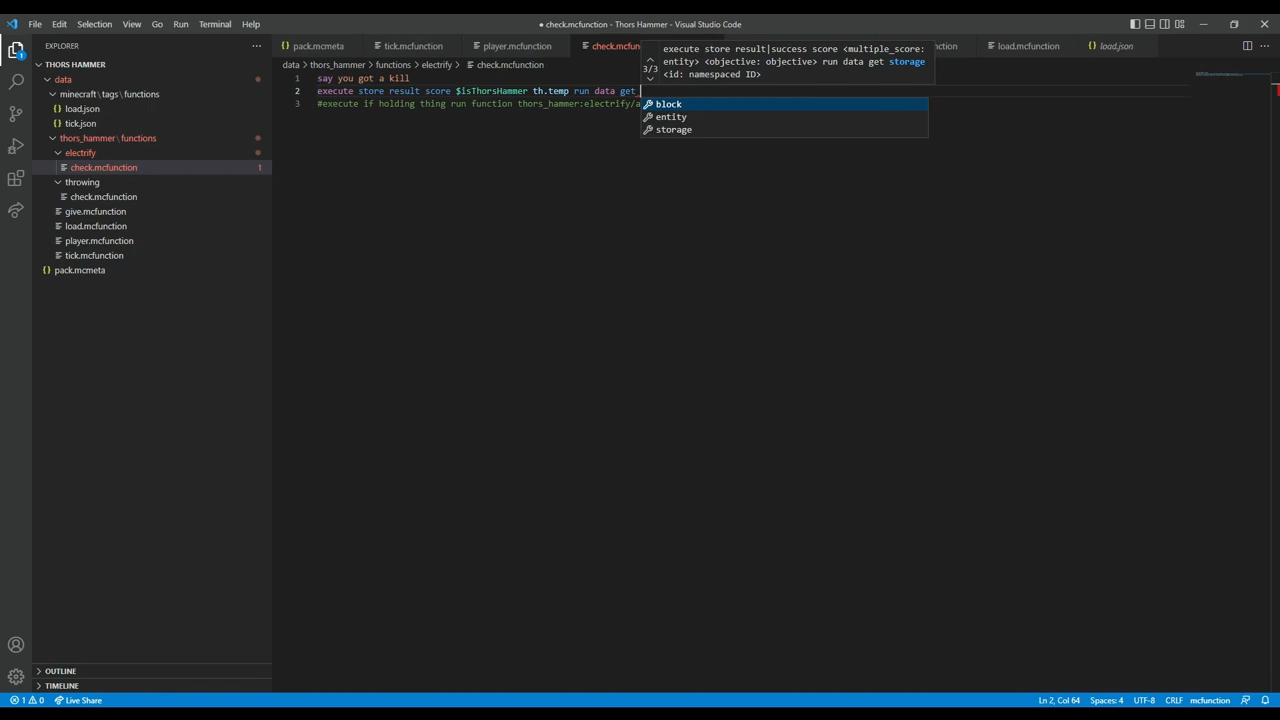 File Edit Selection View Go Run Terminal Help
● check.mcfunction - Thors Hammer - Visual Studio Code
EXPLORER
THORS HAMMER
data
minecraft\tags\functions
load.json
tick.json
thors_hammer\functions
electrify
check.mcfunction 1
throwing
check.mcfunction
give.mcfunction
load.mcfunction
player.mcfunction
tick.mcfunction
pack.mcmeta
OUTLINE
TIMELINE
pack.mcmeta tick.mcfunction player.mcfunction check.mcfun ction load.mcfunction load.json
data > thors_hammer > functions > electrify > check.mcfunction
1 say you got a kill
2 execute store result score $isThorsHammer th.temp run data get
3 #execute if holding thing run function thors_hammer:electrify/a
3/3
execute store result|success score <multiple_score:
entity> <objective: objective> run data get storage
<id: namespaced ID>
block
entity
storage
1 0 Live Share
Ln 2, Col 64 Spaces: 4 UTF-8 CRLF mcfunction